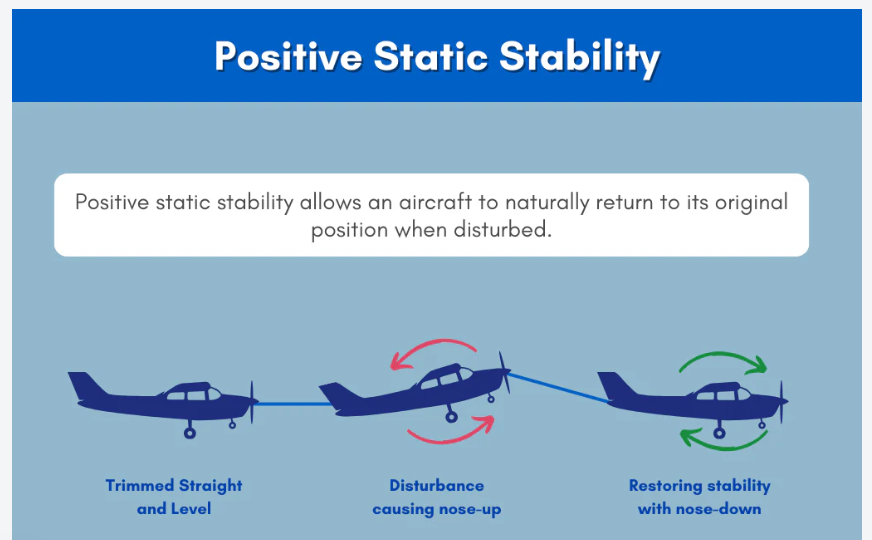 Positive Static Stability
Positive static stability allows an aircraft to naturally return to its original
position when disturbed.
Trimmed Straight
and Level
Disturbance
causing nose-up
Restoring stability
with nose-down